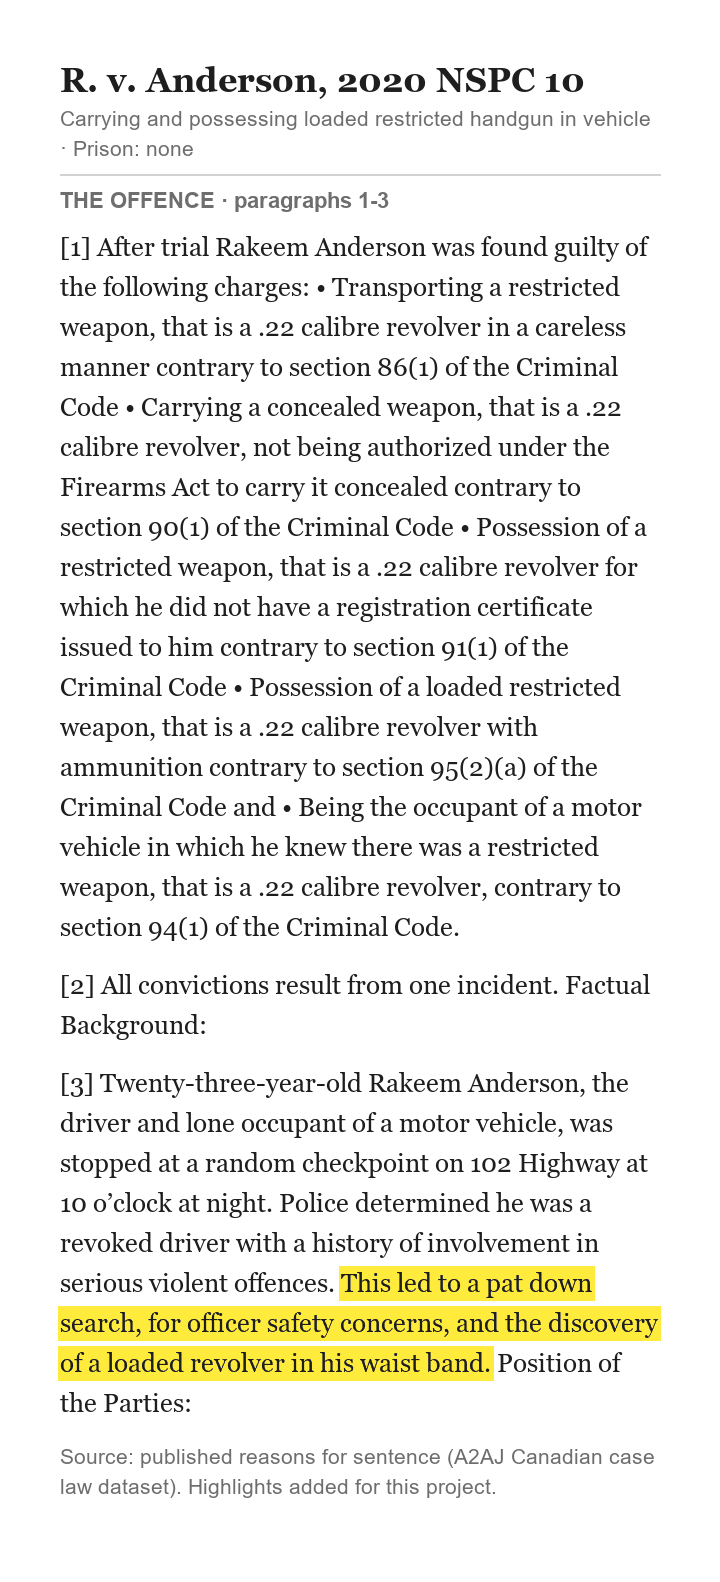 R. v. Anderson, 2020 NSPC 10
Carrying and possessing loaded restricted handgun in vehicle
· Prison: none
THE OFFENCE · paragraphs 1-3
[1] After trial Rakeem Anderson was found guilty of
the following charges: • Transporting a restricted
weapon, that is a .22 calibre revolver in a careless
manner contrary to section 86(1) of the Criminal
Code • Carrying a concealed weapon, that is a .22
calibre revolver, not being authorized under the
Firearms Act to carry it concealed contrary to
section 90(1) of the Criminal Code • Possession of a
restricted weapon, that is a .22 calibre revolver for
which he did not have a registration certificate
issued to him contrary to section 91(1) of the
Criminal Code • Possession of a loaded restricted
weapon, that is a .22 calibre revolver with
ammunition contrary to section 95(2)(a) of the
Criminal Code and • Being the occupant of a motor
vehicle in which he knew there was a restricted
weapon, that is a .22 calibre revolver, contrary to
section 94(1) of the Criminal Code.
[2] All convictions result from one incident. Factual
Background:
[3] Twenty-three-year-old Rakeem Anderson, the
driver and lone occupant of a motor vehicle, was
stopped at a random checkpoint on 102 Highway at
10 o’clock at night. Police determined he was a
revoked driver with a history of involvement in
serious violent offences. This led to a pat down
search, for officer safety concerns, and the discovery
of a loaded revolver in his waist band. Position of
the Parties:
Source: published reasons for sentence (A2AJ Canadian case
law dataset). Highlights added for this project.